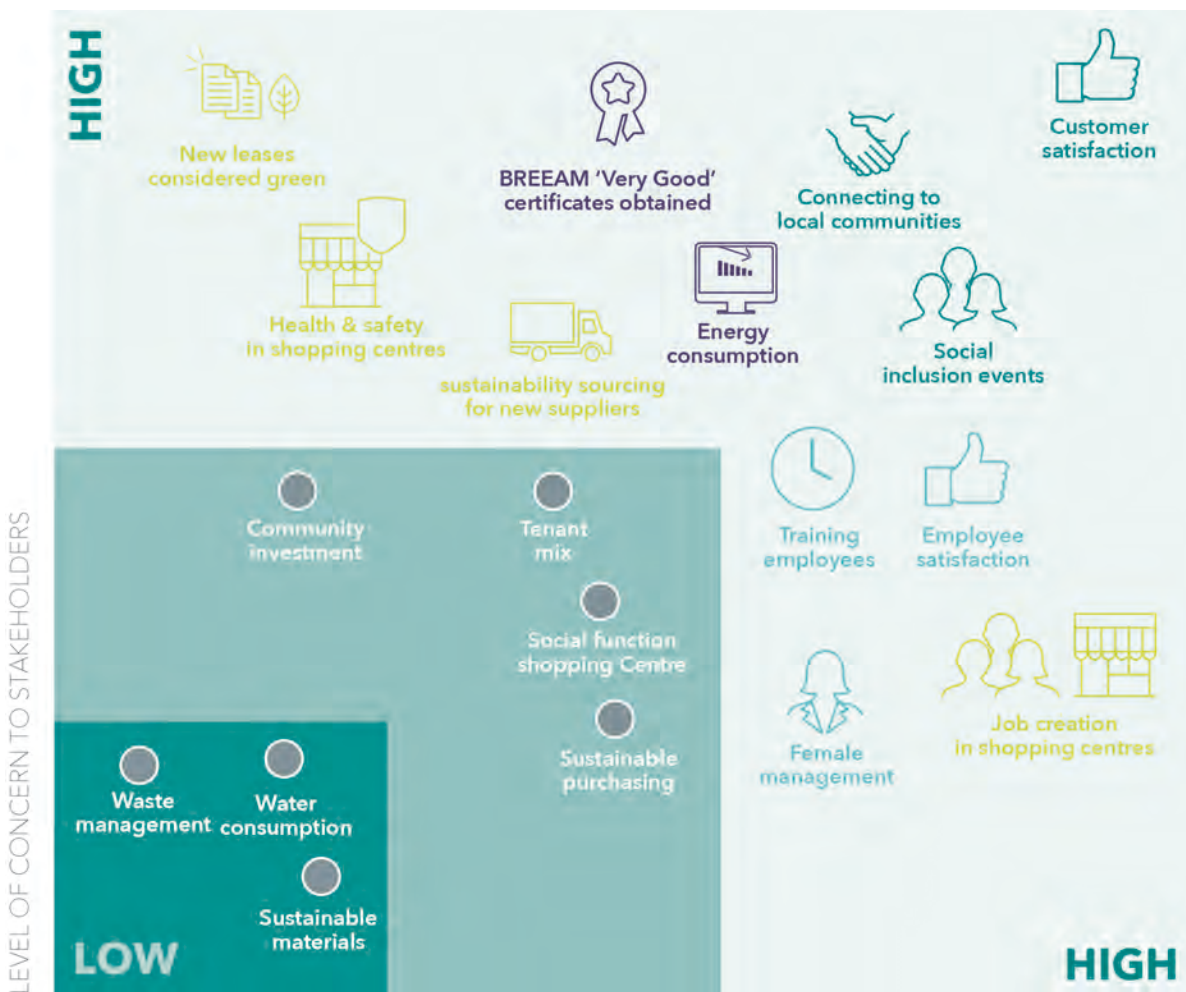 HIGH
New leases
considered green
BREEAM 'Very Good'
certificates obtained
Customer
satisfaction
Connecting to
local communities
Health & safety
in shopping centres
Energy
consumption
Social
inclusion events
sustainability sourcing
for new suppliers
Community
investment
Tenant
mix
Training
employees
Employee
satisfaction
Social function
shopping Centre
Sustainable
purchasing
Female
management
Job creation
in shopping centres
Waste
management
Water
consumption
Sustainable
materials
LOW
HIGH
LEVEL OF CONCERN TO STAKEHOLDERS